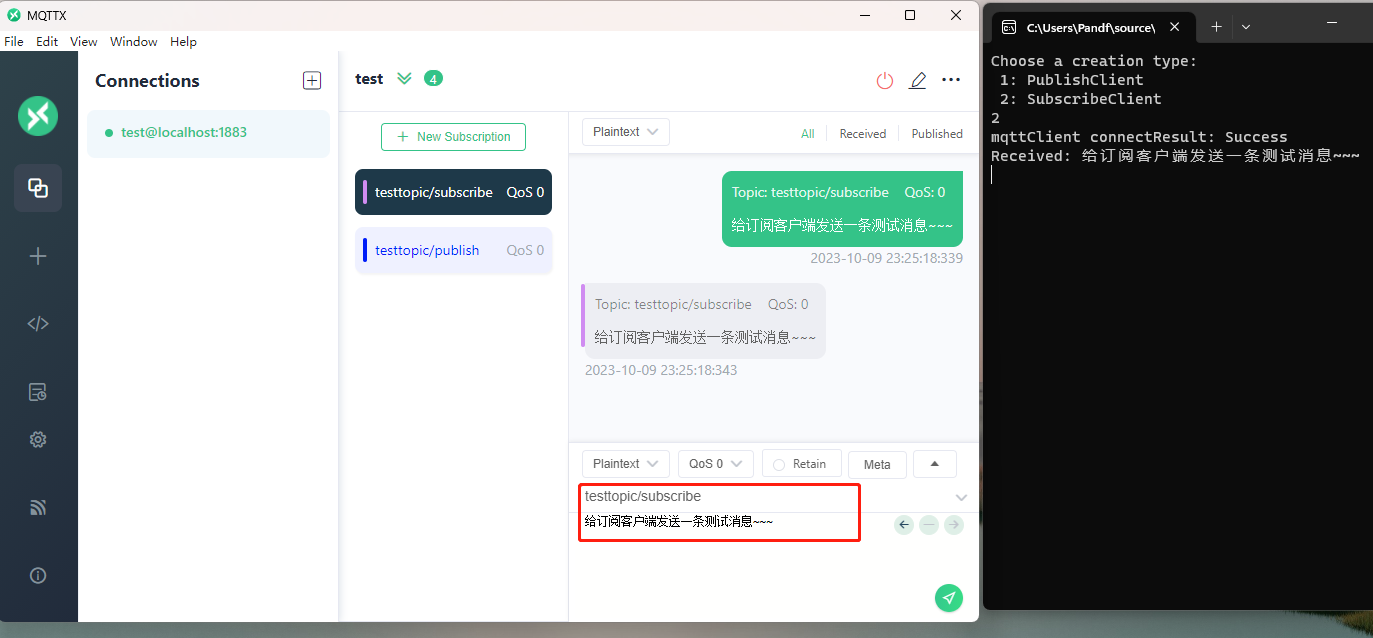 MQTTX
File Edit View Window Help
Connections
test@localhost:1883
test 4
New Subscription
testtopic/subscribe QoS 0
testtopic/publish QoS 0
Plaintext All Received Published
Topic: testtopic/subscribe QoS: 0
给订阅客户端发送一条测试消息~~~
2023-10-09 23:25:18:339
Topic: testtopic/subscribe QoS: 0
给订阅客户端发送一条测试消息~~~
2023-10-09 23:25:18:343
Plaintext QoS 0 Retain Meta
testtopic/subscribe
给订阅客户端发送一条测试消息~~~
C:\Users\Pandf\source\
Choose a creation type:
1: PublishClient
2: SubscribeClient
2
mqttClient connectResult: Success
Received: 给订阅客户端发送一条测试消息~~~